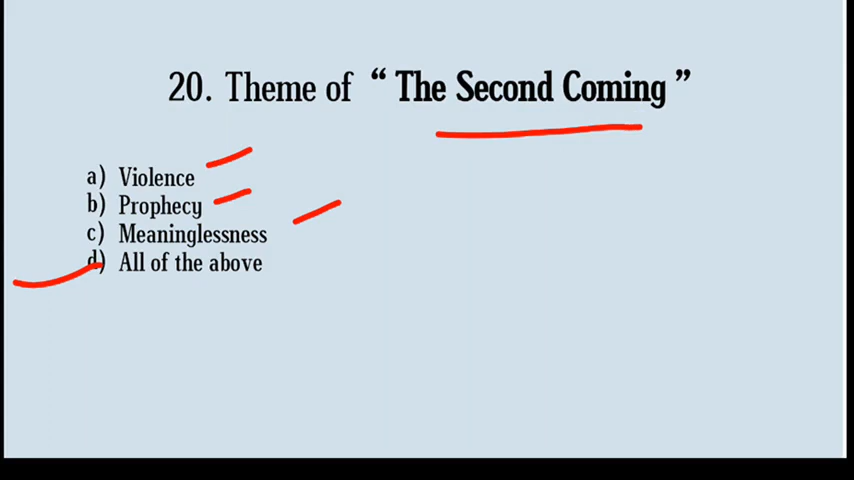 20. Theme of “ The Second Coming ”
a) Violence
b) Prophecy
c) Meaninglessness
d) All of the above